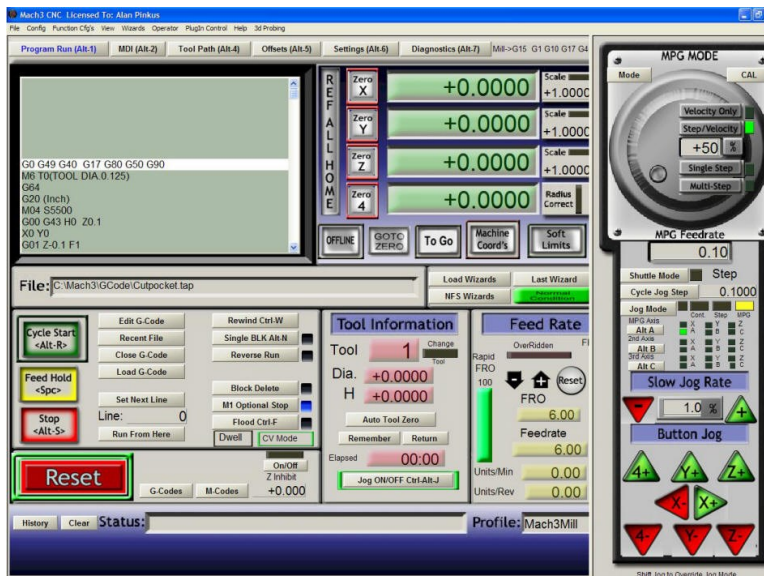 Mach3 CNC Licensed To: Alan Pinkus
File Config Function Cfg's View Wizards Operator PlugIn Control Help 3d Probing
Program Run (Alt-1) MDI (Alt-2) Tool Path (Alt-4) Offsets (Alt-5) Settings (Alt-6) Diagnostics (Alt-7) Mill->G15 G1 G10 G17 G4
G0 G49 G40 G17 G80 G50 G90
M6 T0(TOOL DIA.0.125)
G64
G20 (Inch)
M04 S5500
G00 G43 H0 Z0.1
X0 Y0
G01 Z-0.1 F1
REF ALL HOME
Zero X +0.0000 Scale +1.0000
Zero Y +0.0000 Scale +1.0000
Zero Z +0.0000 Scale +1.0000
Zero 4 +0.0000 Radius Correct
OFFLINE GOTO ZERO To Go Machine Coord's Soft Limits
File: C:\Mach3\GCode\Cutpocket.tap
Load Wizards Last Wizard
NFS Wizards Normal Condition
Cycle Start <Alt-R>
Feed Hold <Spc>
Stop <Alt-S>
Edit G-Code
Recent File
Close G-Code
Load G-Code
Set Next Line
Line: 0
Run From Here
Rewind Ctrl-W
Single BLK Alt-N
Reverse Run
Block Delete
M1 Optional Stop
Flood Ctrl-F
Dwell CV Mode
Reset
G-Codes M-Codes
On/Off
Z Inhibit
+0.000
Tool Information
Tool 1 Change Tool
Dia. +0.0000
H +0.0000
Auto Tool Zero
Remember Return
Elapsed 00:00
Jog ON/OFF Ctrl-Alt-J
Feed Rate
OverRidden
Rapid FRO
100
Reset
FRO
6.00
Feedrate
6.00
Units/Min 0.00
Units/Rev 0.00
History Clear Status:
Profile: Mach3Mill
MPG MODE
Mode CAL
Velocity Only
Step/Velocity
+50 %
Single Step
Multi-Step
MPG Feedrate
0.10
Shuttle Mode Step
Cycle Jog Step 0.1000
Jog Mode Cont. Step MPG
MPG Axis
Alt A X Y Z A B C
2nd Axis
Alt B X Y Z A B C
3rd Axis
Alt C X Y Z A B C
Slow Jog Rate
- 1.0 % +
Button Jog
4+ Y+ Z+
X- X+
4- Y- Z-
Shift Jog to Override Jog Mode